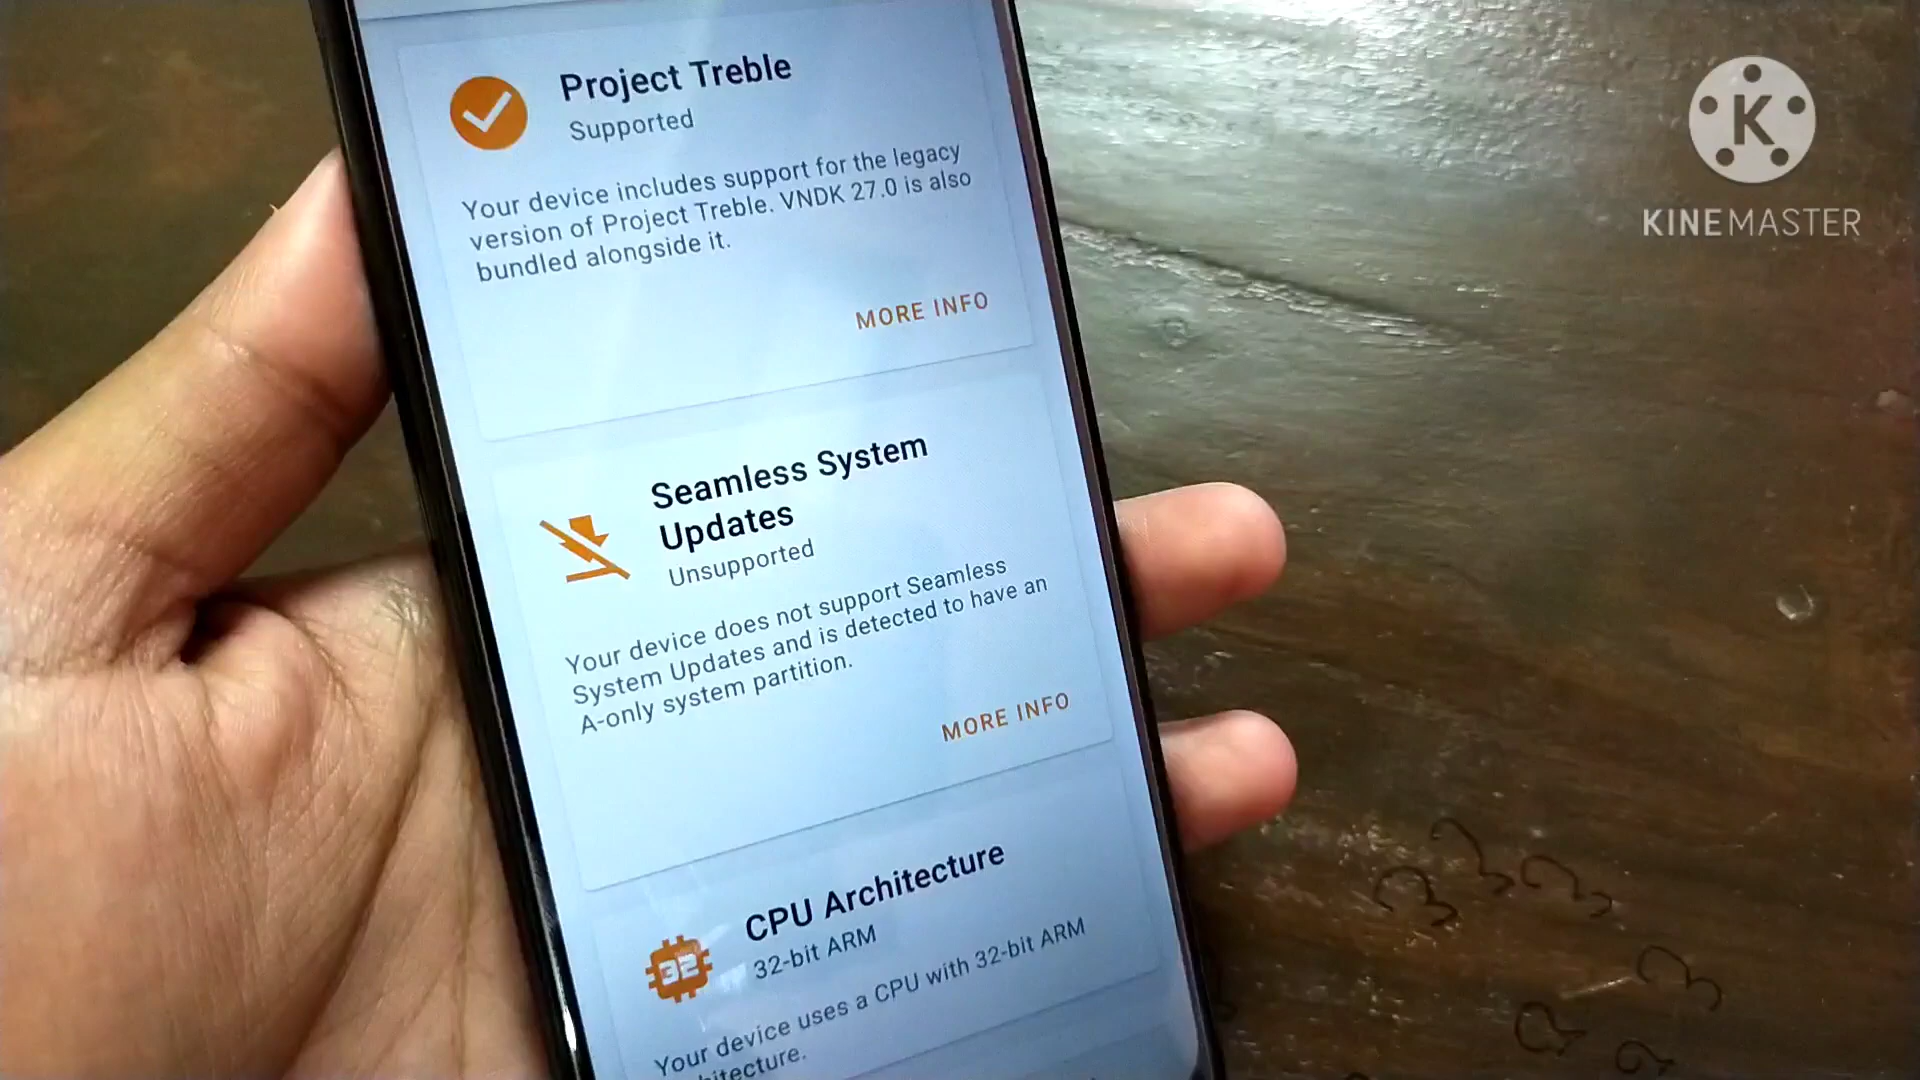 Project Treble
Supported
Your device includes support for the legacy
version of Project Treble. VNDK 27.0 is also
bundled alongside it.
MORE INFO
Seamless System
Updates
Unsupported
Your device does not support Seamless
System Updates and is detected to have an
A-only system partition.
MORE INFO
32
CPU Architecture
32-bit ARM
Your device uses a CPU with 32-bit ARM
K
KINEMASTER